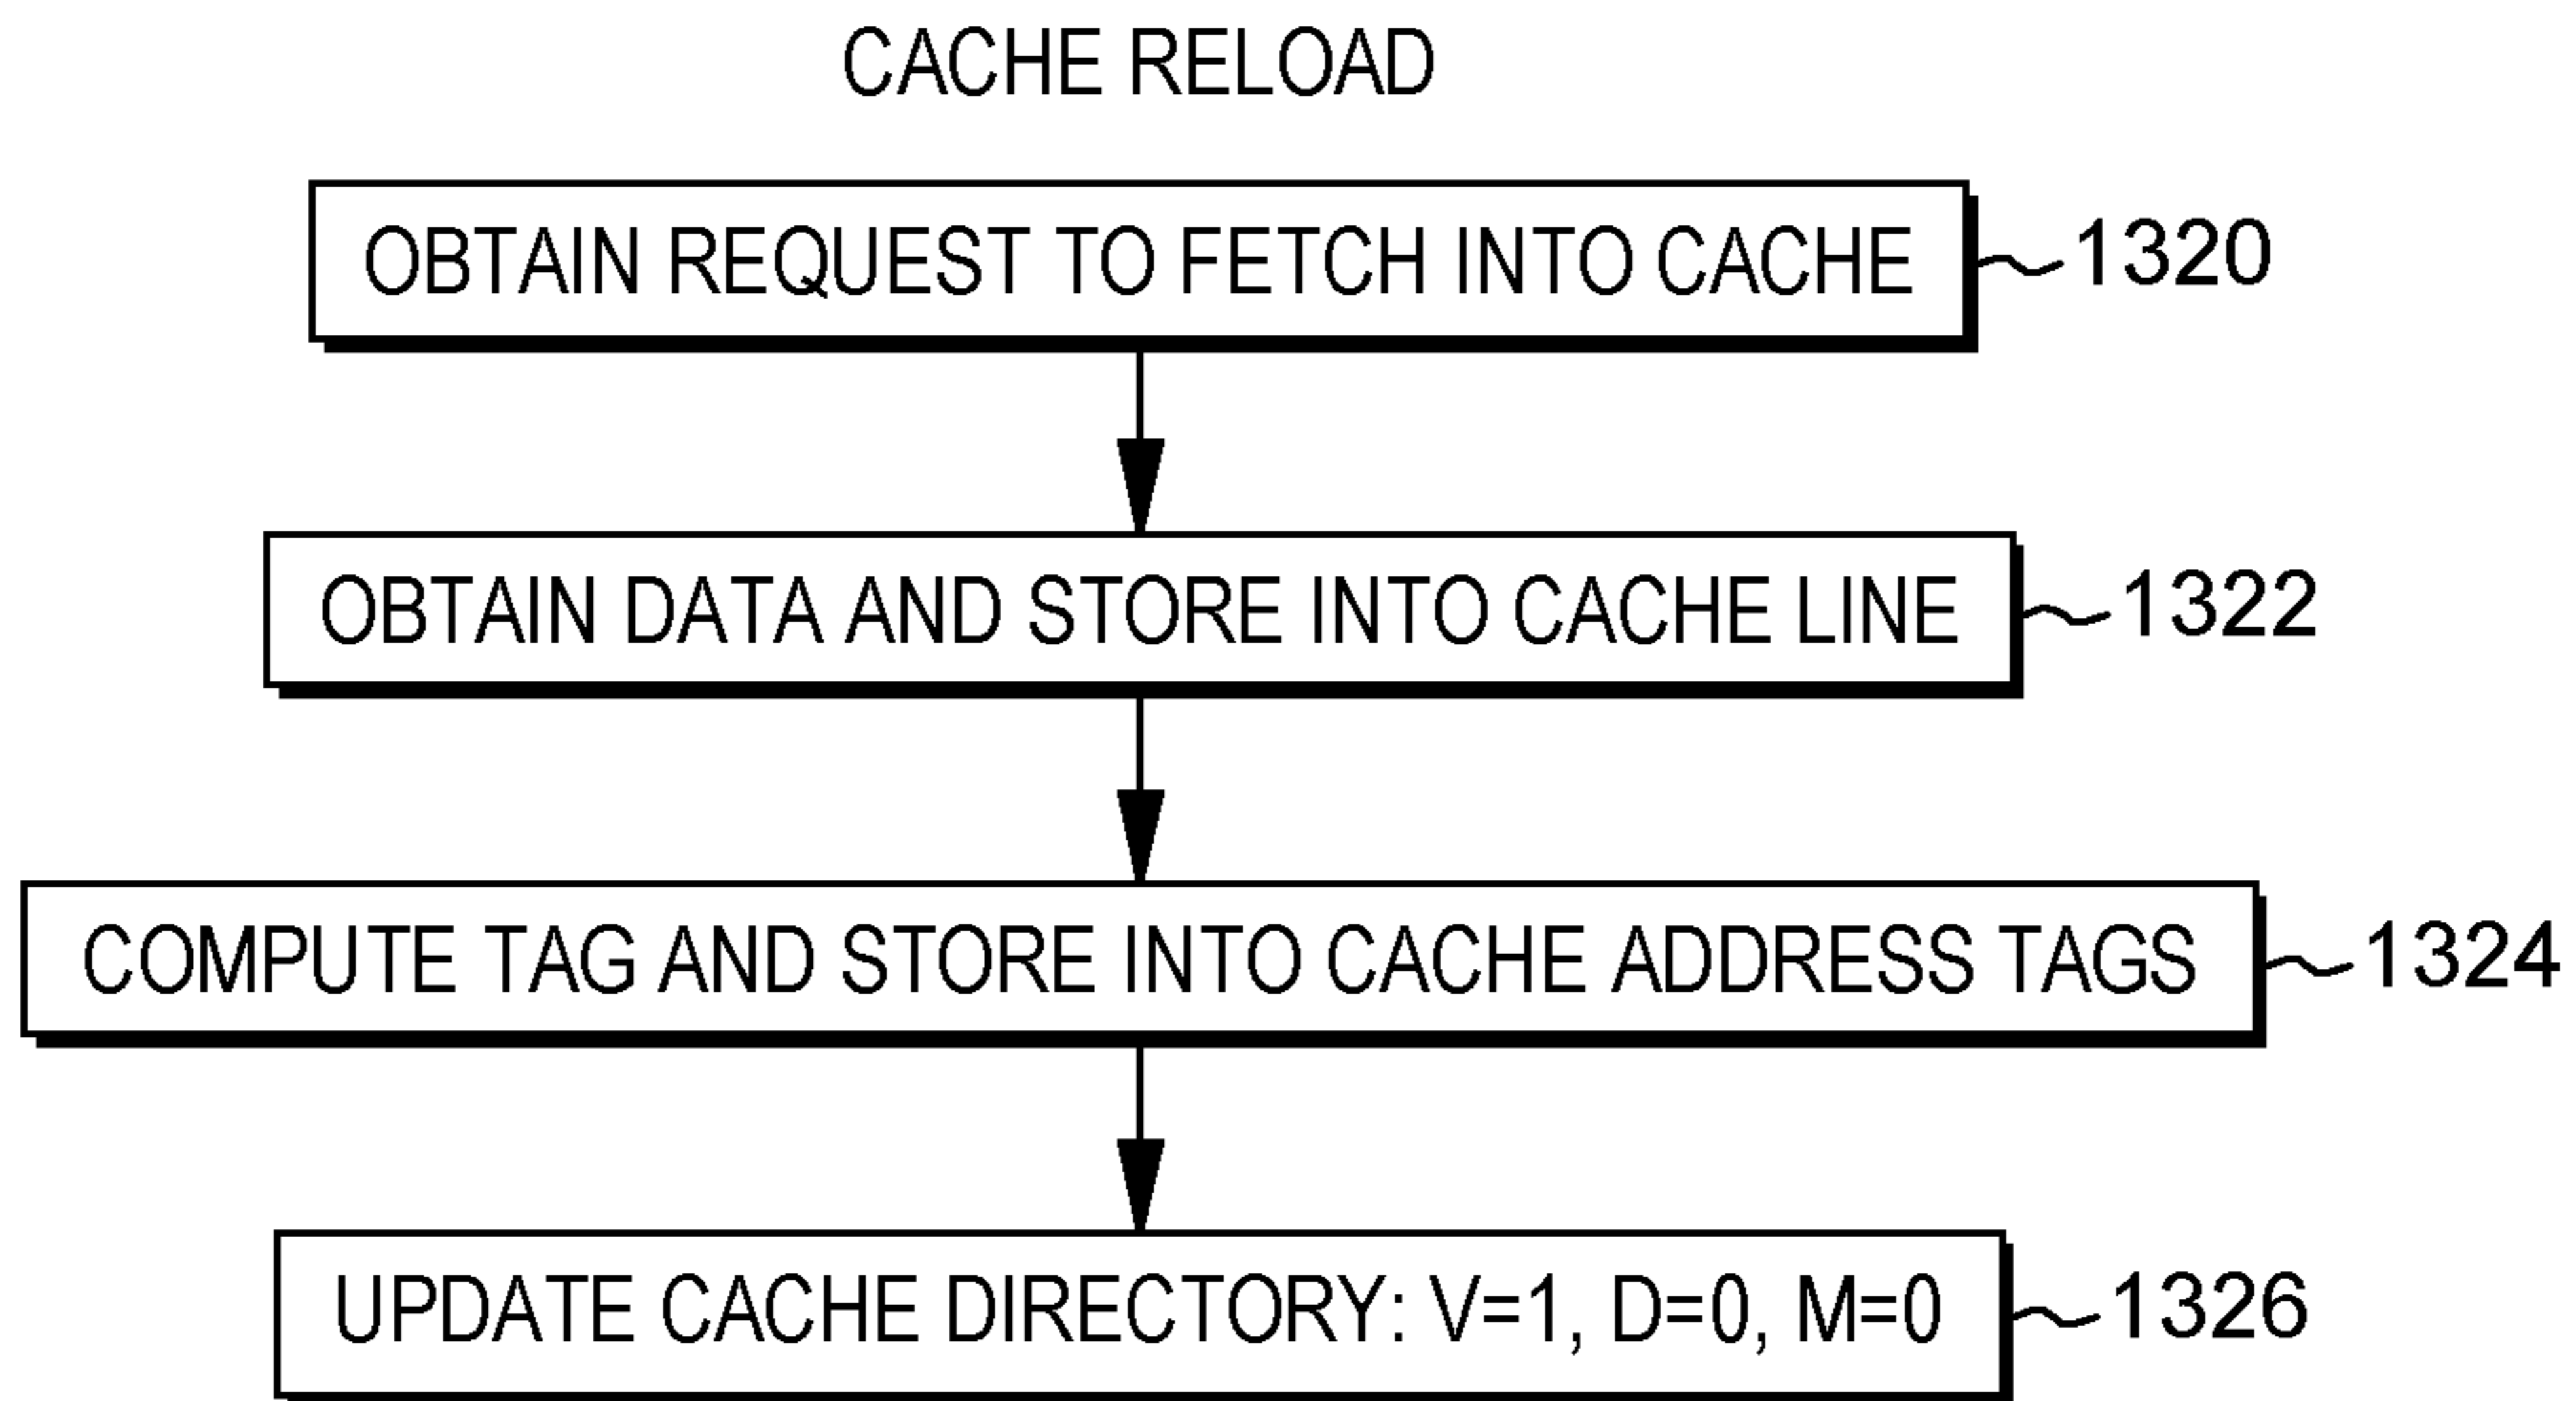 CACHE RELOAD
OBTAIN REQUEST TO FETCH INTO CACHE 1320
OBTAIN DATA AND STORE INTO CACHE LINE 1322
COMPUTE TAG AND STORE INTO CACHE ADDRESS TAGS 1324
UPDATE CACHE DIRECTORY: V=1, D=0, M=0 1326